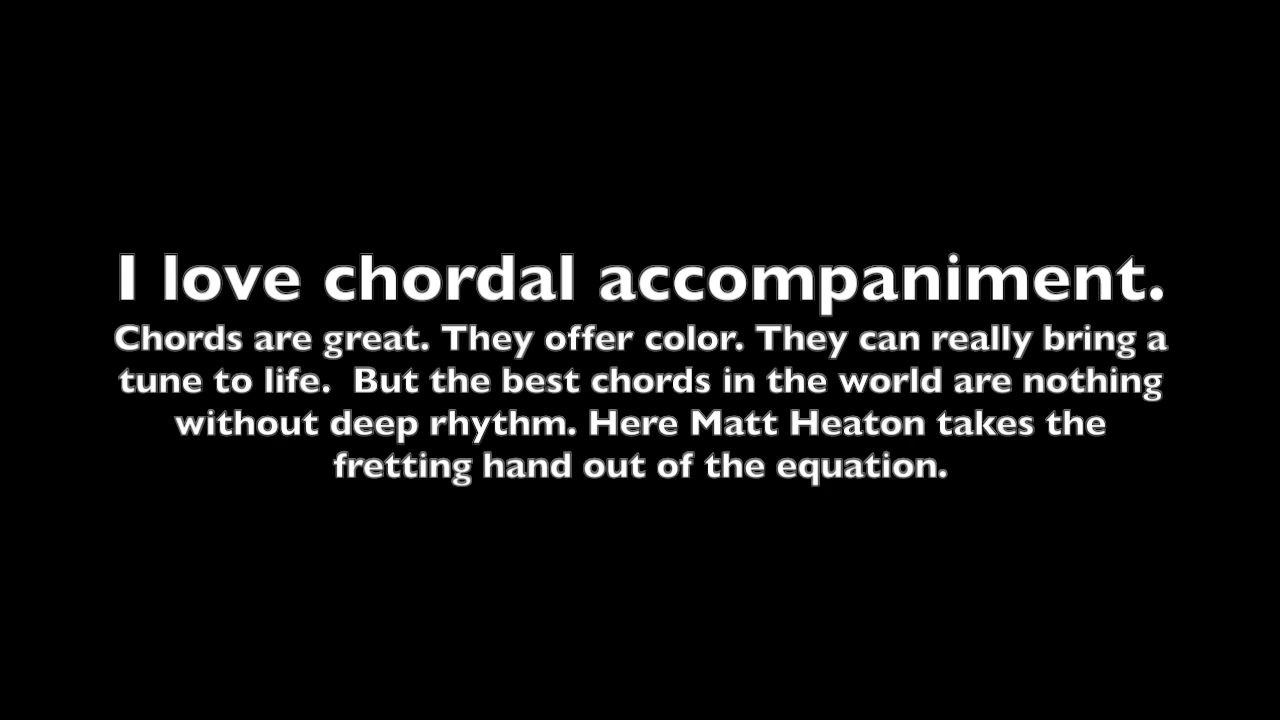 I love chordal accompaniment.
Chords are great. They offer color. They can really bring a
tune to life.  But the best chords in the world are nothing
without deep rhythm. Here Matt Heaton takes the
fretting hand out of the equation.